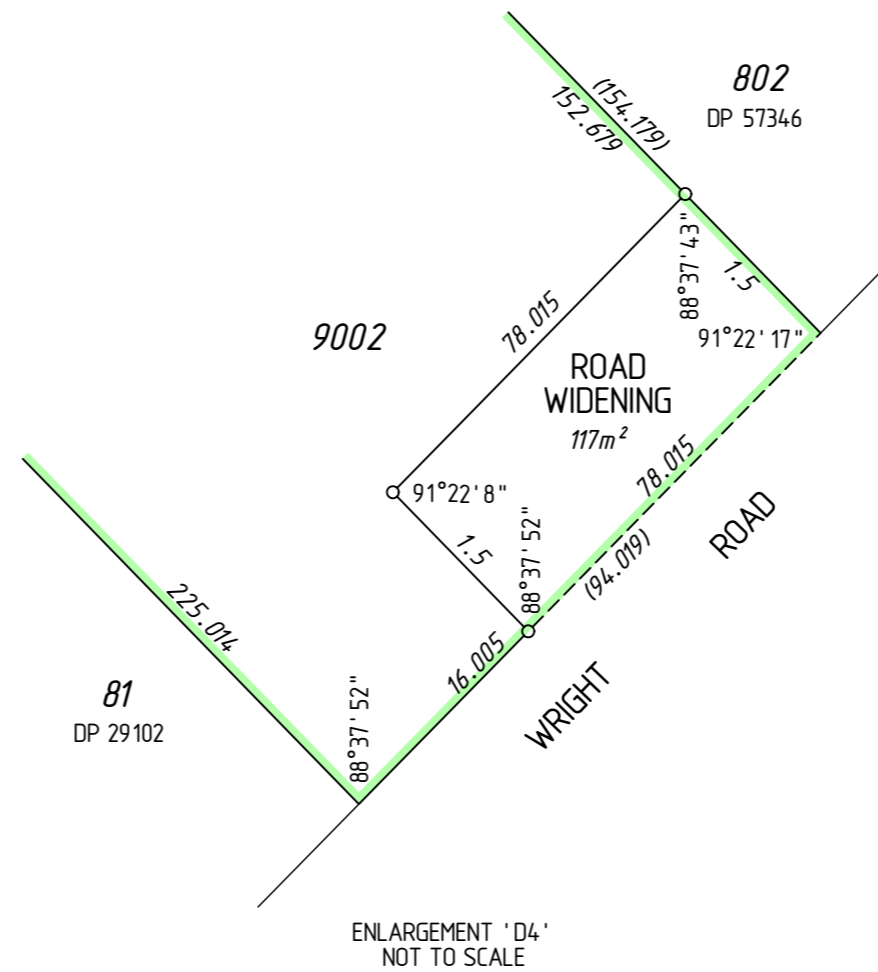 802
DP 57346
(154.179)
152.679
88°37'43"
1.5
91°22'17"
9002
78.015
ROAD
WIDENING
117m²
91°22'8"
78.015
1.5
88°37'52"
(94.019)
ROAD
225.014
16.005
WRIGHT
81
DP 29102
88°37'52"
ENLARGEMENT 'D4'
NOT TO SCALE